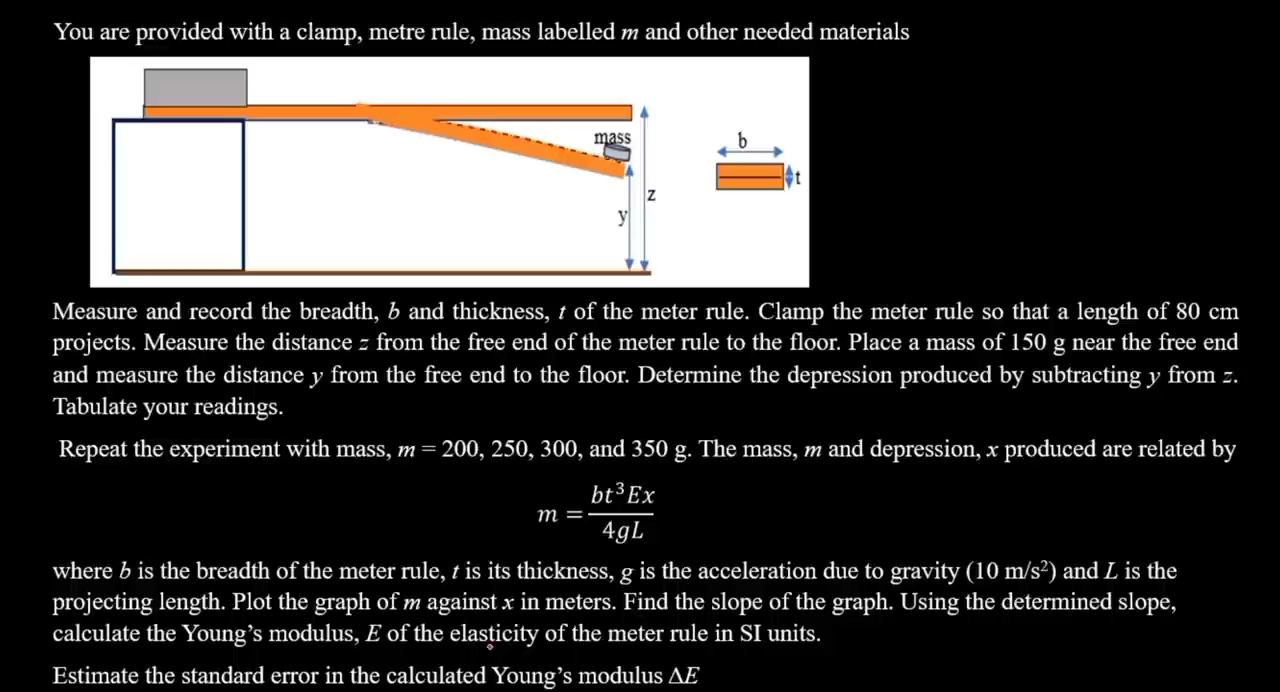 You are provided with a clamp, metre rule, mass labelled m and other needed materials
mass
b
t
z
y
Measure and record the breadth, b and thickness, t of the meter rule. Clamp the meter rule so that a length of 80 cm
projects. Measure the distance z from the free end of the meter rule to the floor. Place a mass of 150 g near the free end
and measure the distance y from the free end to the floor. Determine the depression produced by subtracting y from z.
Tabulate your readings.
Repeat the experiment with mass, m = 200, 250, 300, and 350 g. The mass, m and depression, x produced are related by
m = bt³Ex / 4gL
where b is the breadth of the meter rule, t is its thickness, g is the acceleration due to gravity (10 m/s²) and L is the
projecting length. Plot the graph of m against x in meters. Find the slope of the graph. Using the determined slope,
calculate the Young’s modulus, E of the elasticity of the meter rule in SI units.
Estimate the standard error in the calculated Young’s modulus ΔE